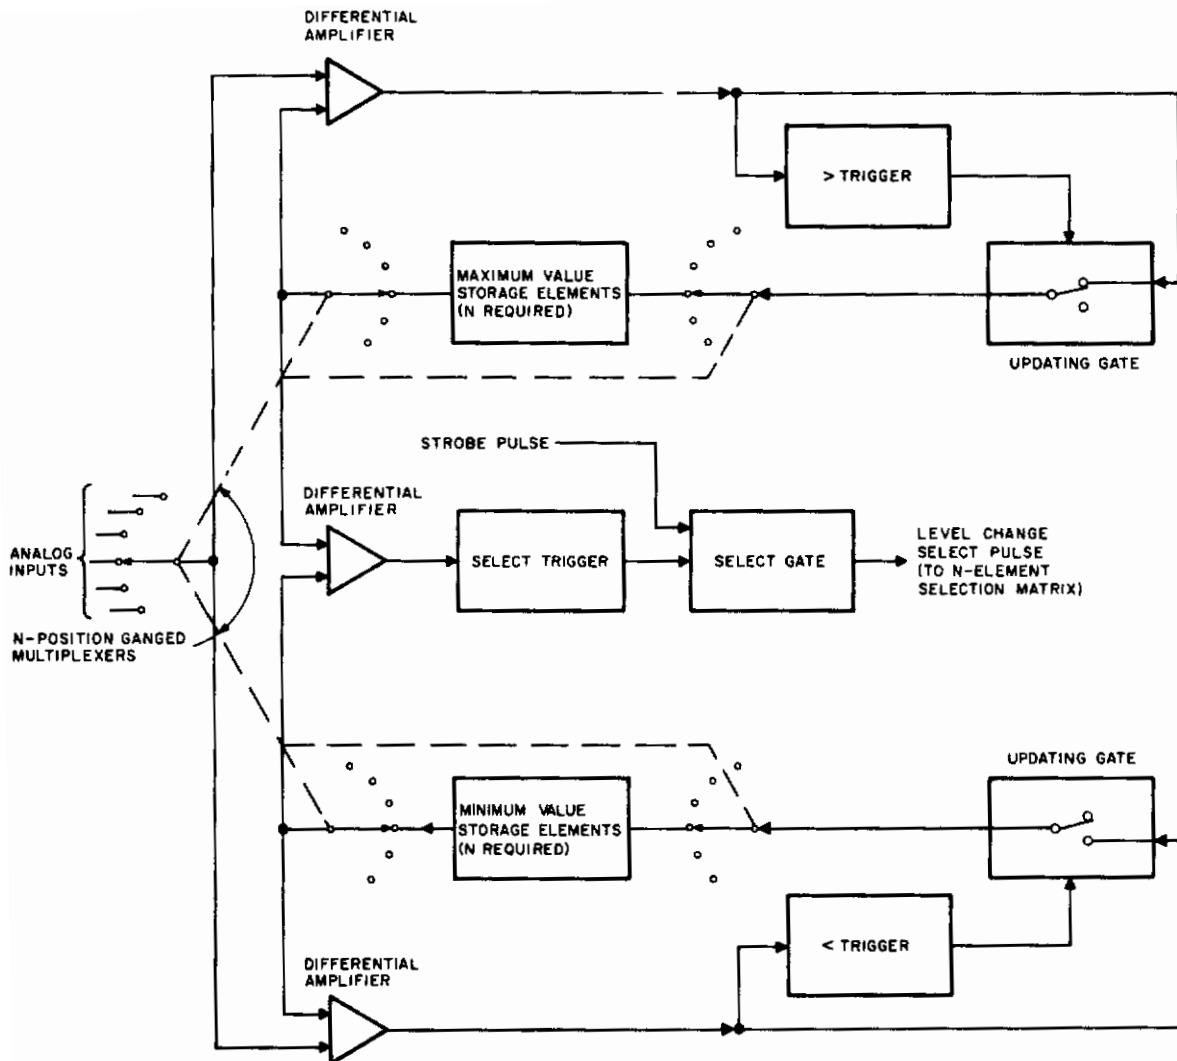 DIFFERENTIAL
AMPLIFIER
> TRIGGER
MAXIMUM VALUE
STORAGE ELEMENTS
(N REQUIRED)
UPDATING GATE
STROBE PULSE
DIFFERENTIAL
AMPLIFIER
ANALOG
INPUTS
SELECT TRIGGER
SELECT GATE
LEVEL CHANGE
SELECT PULSE
(TO N-ELEMENT
SELECTION MATRIX)
N-POSITION GANGED
MULTIPLEXERS
UPDATING GATE
MINIMUM VALUE
STORAGE ELEMENTS
(N REQUIRED)
< TRIGGER
DIFFERENTIAL
AMPLIFIER